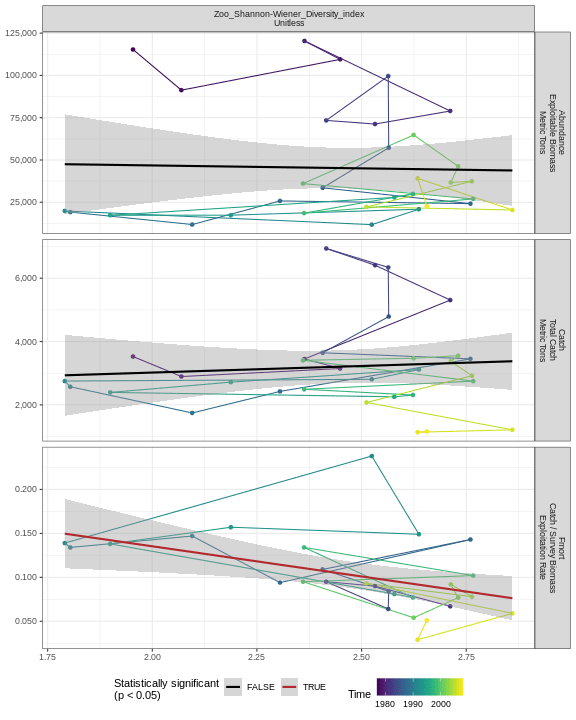 Zoo_Shannon-Wiener_Diversity_index
Unitless
125,000
100,000
75,000
50,000
25,000
Abundance
Exploitable Biomass
Metric Tons
6,000
4,000
2,000
Catch
Total Catch
Metric Tons
0.200
0.150
0.100
0.050
Fmort
Catch / Survey Biomass
Exploitation Rate
1.75
2.00
2.25
2.50
2.75
Statistically significant
(p < 0.05)
FALSE
TRUE
Time
1980
1990
2000